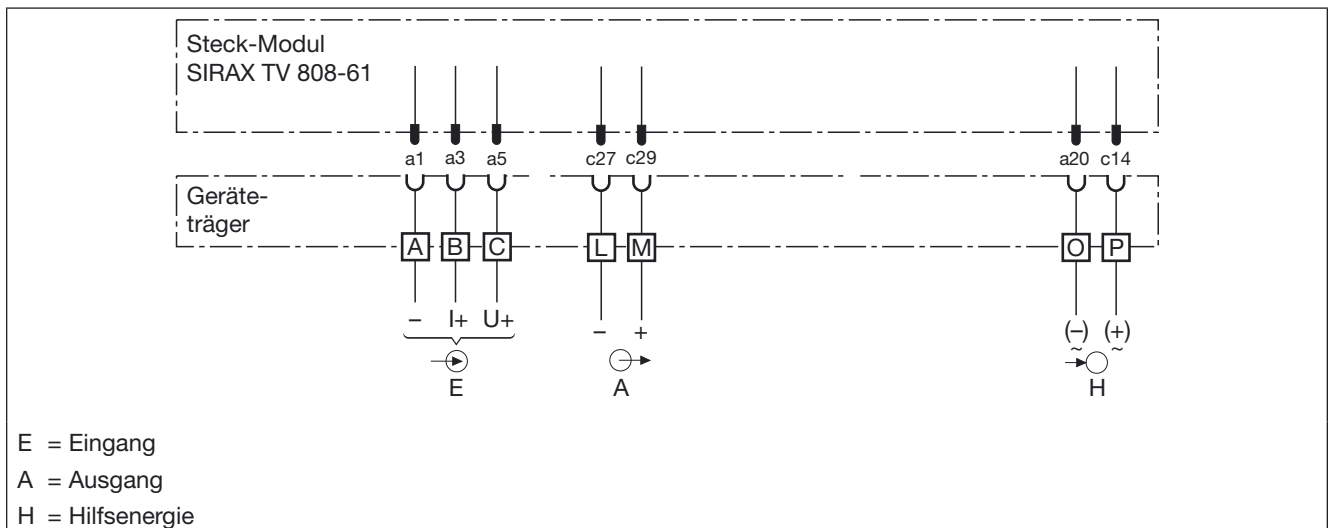 Steck-Modul
SIRAX TV 808-61
a1 a3 a5 c27 c29 a20 c14
Geräte-
träger
A B C L M O P
– I+ U+ – + (–) (+)
~ ~
E A H
E = Eingang
A = Ausgang
H = Hilfsenergie